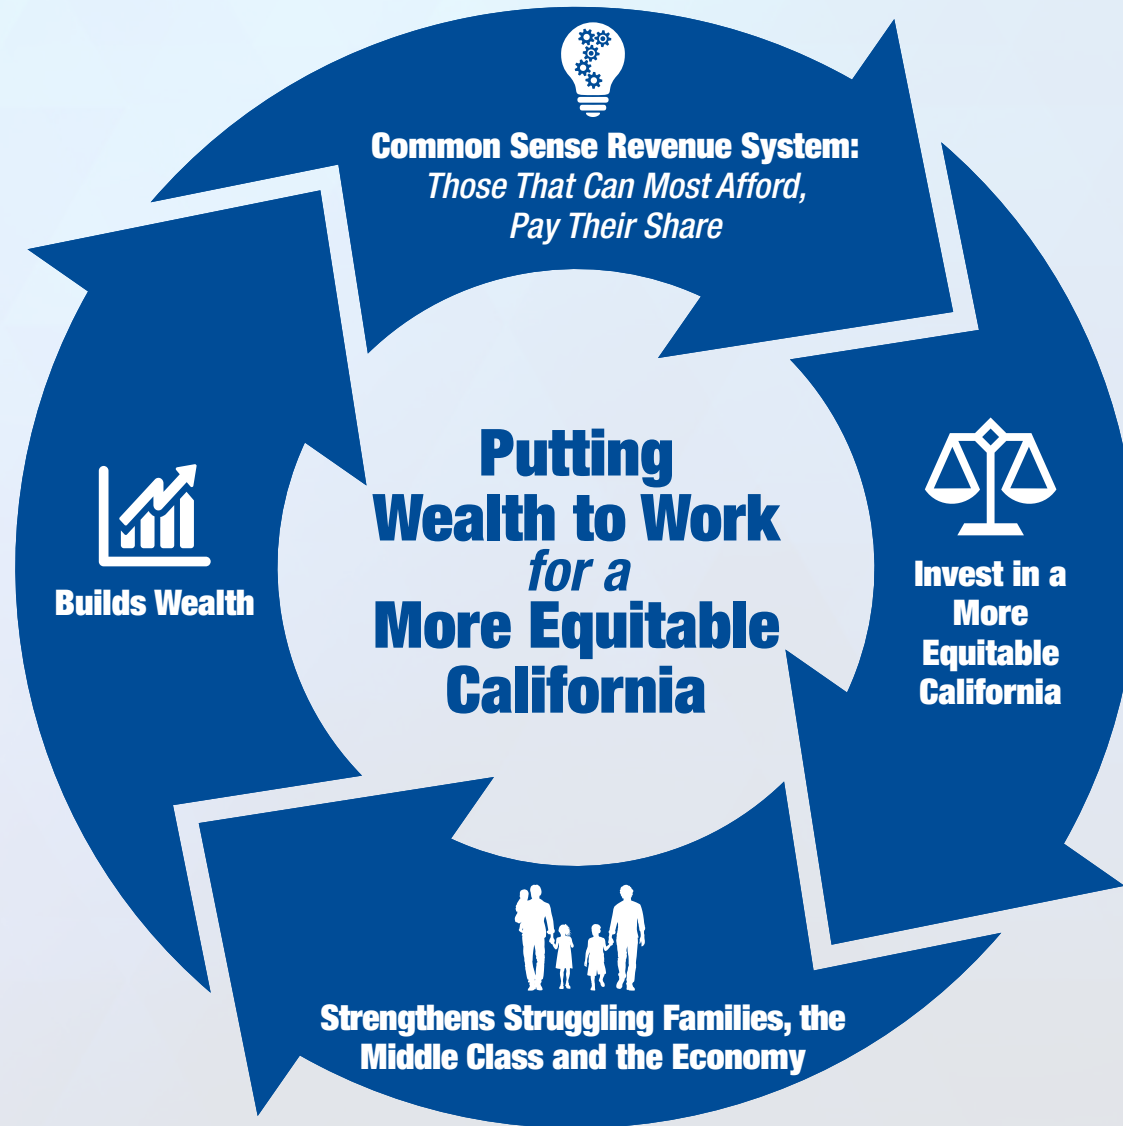 Common Sense Revenue System:
Those That Can Most Afford,
Pay Their Share
Putting
Wealth to Work
for a
More Equitable
California
Invest in a
More
Equitable
California
Strengthens Struggling Families, the
Middle Class and the Economy
Builds Wealth